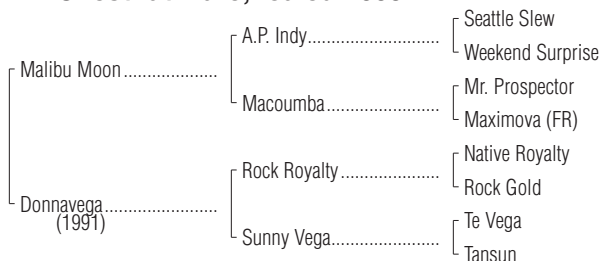 A.P. Indy
Seattle Slew
Weekend Surprise
Malibu Moon
Macoumba
Mr. Prospector
Maximova (FR)
Rock Royalty
Native Royalty
Rock Gold
Donnavega
(1991)
Sunny Vega
Te Vega
Tansun